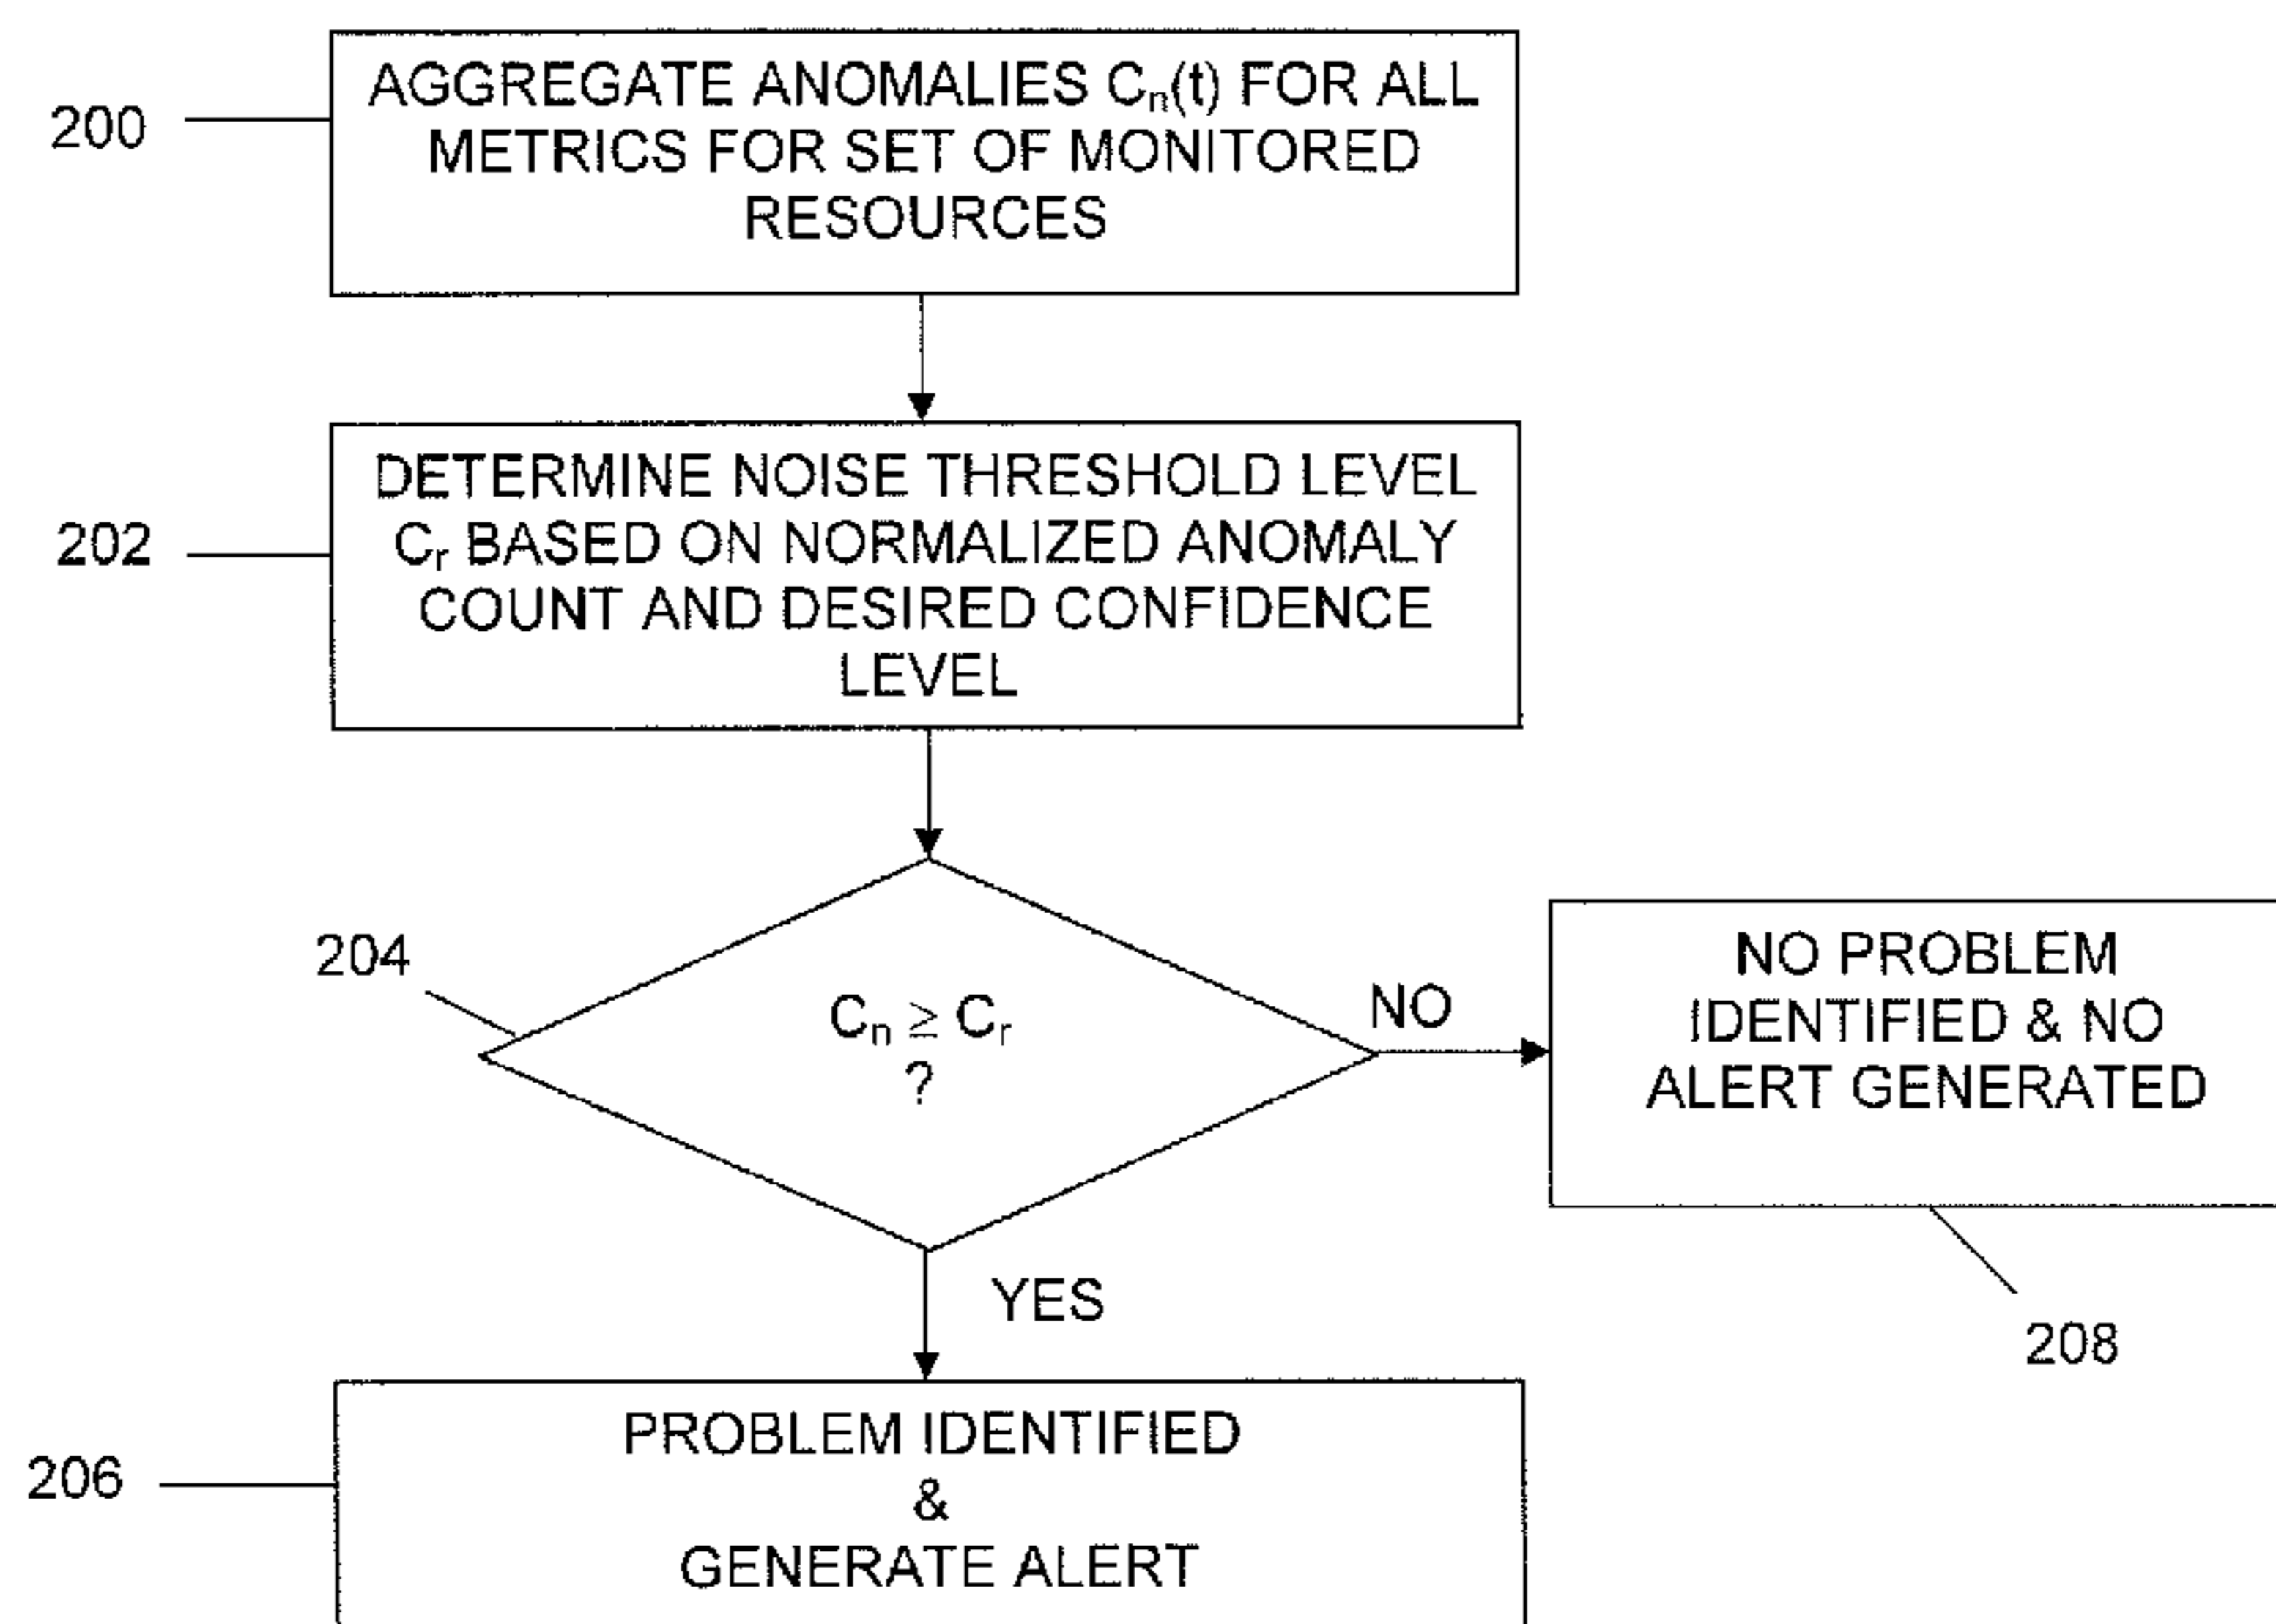 200
AGGREGATE ANOMALIES Cₙ(t) FOR ALL
METRICS FOR SET OF MONITORED
RESOURCES
202
DETERMINE NOISE THRESHOLD LEVEL
Cᵣ BASED ON NORMALIZED ANOMALY
COUNT AND DESIRED CONFIDENCE
LEVEL
204
Cₙ ≥ Cᵣ
?
NO
NO PROBLEM
IDENTIFIED & NO
ALERT GENERATED
208
YES
206
PROBLEM IDENTIFIED
&
GENERATE ALERT